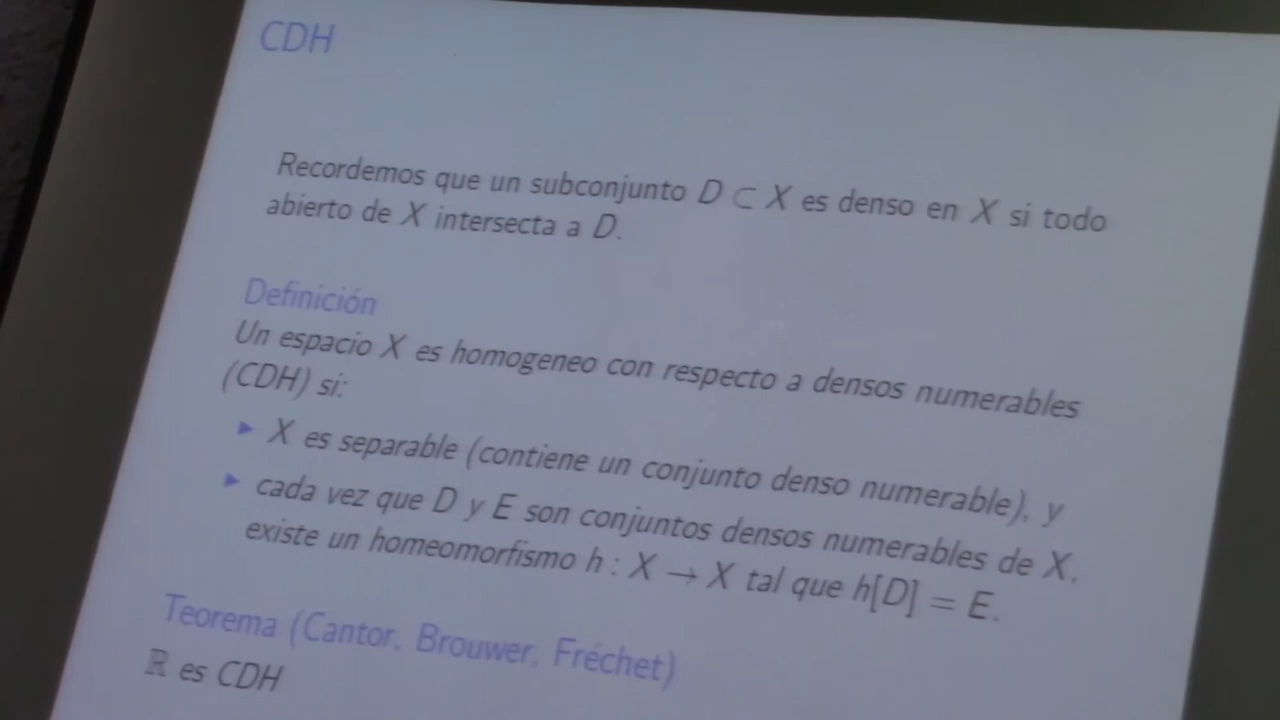 CDH
Recordemos que un subconjunto D ⊂ X es denso en X si todo
abierto de X intersecta a D.
Definición
Un espacio X es homogeneo con respecto a densos numerables
(CDH) si:
▶ X es separable (contiene un conjunto denso numerable), y
▶ cada vez que D y E son conjuntos densos numerables de X,
existe un homeomorfismo h : X → X tal que h[D] = E.
Teorema (Cantor, Brouwer, Fréchet)
ℝ es CDH